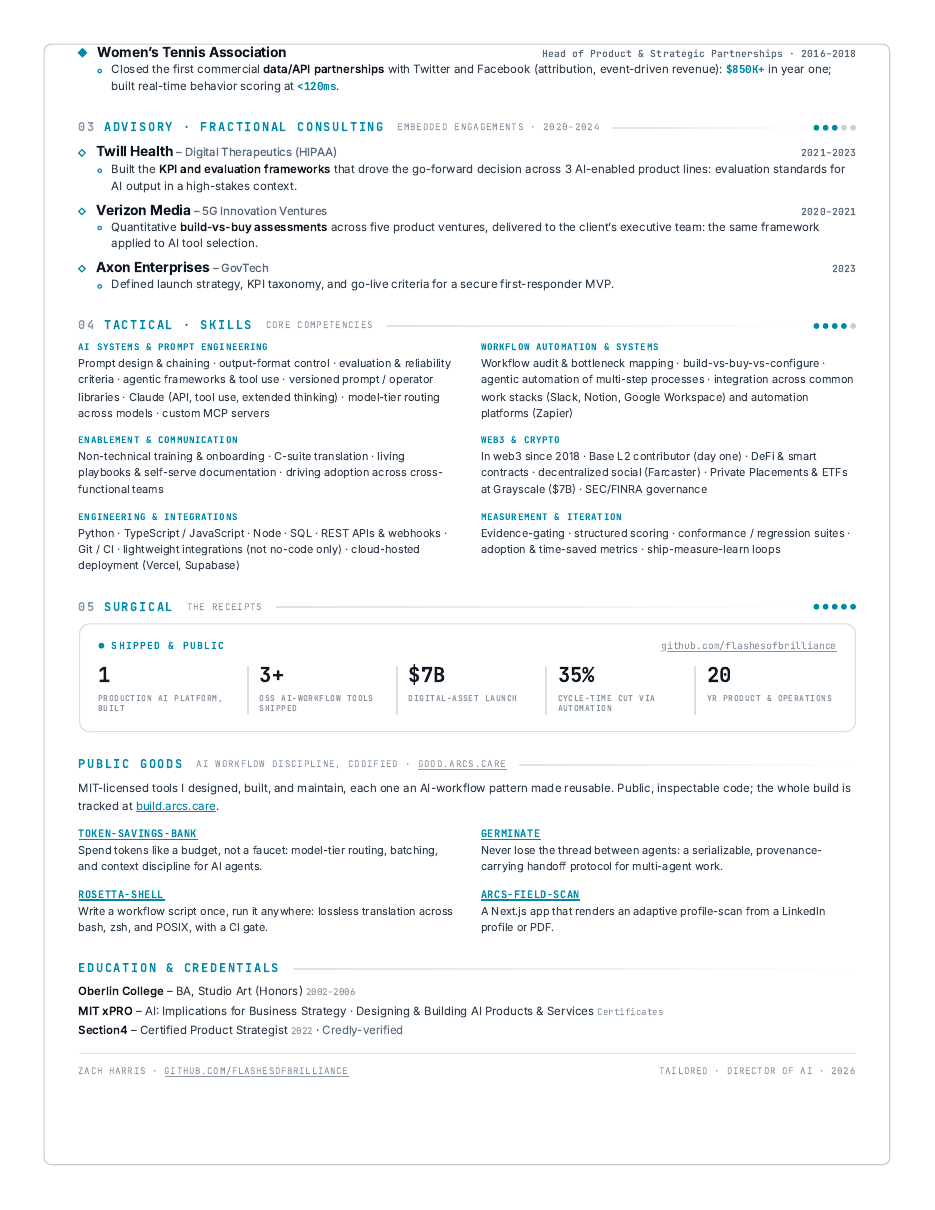 Women’s Tennis Association Head of Product & Strategic Partnerships · 2016–2018
Closed the first commercial data/API partnerships with Twitter and Facebook (attribution, event-driven revenue): $850K+ in year one;
built real-time behavior scoring at <120ms.
03 ADVISORY · FRACTIONAL CONSULTING EMBEDDED ENGAGEMENTS · 2020–2024
Twill Health – Digital Therapeutics (HIPAA) 2021–2023
Built the KPI and evaluation frameworks that drove the go-forward decision across 3 AI-enabled product lines: evaluation standards for
AI output in a high-stakes context.
Verizon Media – 5G Innovation Ventures 2020–2021
Quantitative build-vs-buy assessments across five product ventures, delivered to the client's executive team: the same framework
applied to AI tool selection.
Axon Enterprises – GovTech 2023
Defined launch strategy, KPI taxonomy, and go-live criteria for a secure first-responder MVP.
04 TACTICAL · SKILLS CORE COMPETENCIES
AI SYSTEMS & PROMPT ENGINEERING
Prompt design & chaining · output-format control · evaluation & reliability
criteria · agentic frameworks & tool use · versioned prompt / operator
libraries · Claude (API, tool use, extended thinking) · model-tier routing
across models · custom MCP servers
WORKFLOW AUTOMATION & SYSTEMS
Workflow audit & bottleneck mapping · build-vs-buy-vs-configure ·
agentic automation of multi-step processes · integration across common
work stacks (Slack, Notion, Google Workspace) and automation
platforms (Zapier)
ENABLEMENT & COMMUNICATION
Non-technical training & onboarding · C-suite translation · living
playbooks & self-serve documentation · driving adoption across cross-
functional teams
WEB3 & CRYPTO
In web3 since 2018 · Base L2 contributor (day one) · DeFi & smart
contracts · decentralized social (Farcaster) · Private Placements & ETFs
at Grayscale ($7B) · SEC/FINRA governance
ENGINEERING & INTEGRATIONS
Python · TypeScript / JavaScript · Node · SQL · REST APIs & webhooks ·
Git / CI · lightweight integrations (not no-code only) · cloud-hosted
deployment (Vercel, Supabase)
MEASUREMENT & ITERATION
Evidence-gating · structured scoring · conformance / regression suites ·
adoption & time-saved metrics · ship-measure-learn loops
05 SURGICAL THE RECEIPTS
SHIPPED & PUBLIC github.com/flashesofbrilliance
1
PRODUCTION AI PLATFORM,
BUILT
3+
OSS AI-WORKFLOW TOOLS
SHIPPED
$7B
DIGITAL-ASSET LAUNCH
35%
CYCLE-TIME CUT VIA
AUTOMATION
20
YR PRODUCT & OPERATIONS
PUBLIC GOODS AI WORKFLOW DISCIPLINE, CODIFIED · GOOD.ARCS.CARE
MIT-licensed tools I designed, built, and maintain, each one an AI-workflow pattern made reusable. Public, inspectable code; the whole build is
tracked at build.arcs.care.
TOKEN-SAVINGS-BANK
Spend tokens like a budget, not a faucet: model-tier routing, batching,
and context discipline for AI agents.
GERMINATE
Never lose the thread between agents: a serializable, provenance-
carrying handoff protocol for multi-agent work.
ROSETTA-SHELL
Write a workflow script once, run it anywhere: lossless translation across
bash, zsh, and POSIX, with a CI gate.
ARCS-FIELD-SCAN
A Next.js app that renders an adaptive profile-scan from a LinkedIn
profile or PDF.
EDUCATION & CREDENTIALS
Oberlin College – BA, Studio Art (Honors) 2002–2006
MIT xPRO – AI: Implications for Business Strategy · Designing & Building AI Products & Services Certificates
Section4 – Certified Product Strategist 2022 · Credly-verified
ZACH HARRIS · GITHUB.COM/FLASHESOFBRILLIANCE TAILORED · DIRECTOR OF AI · 2026